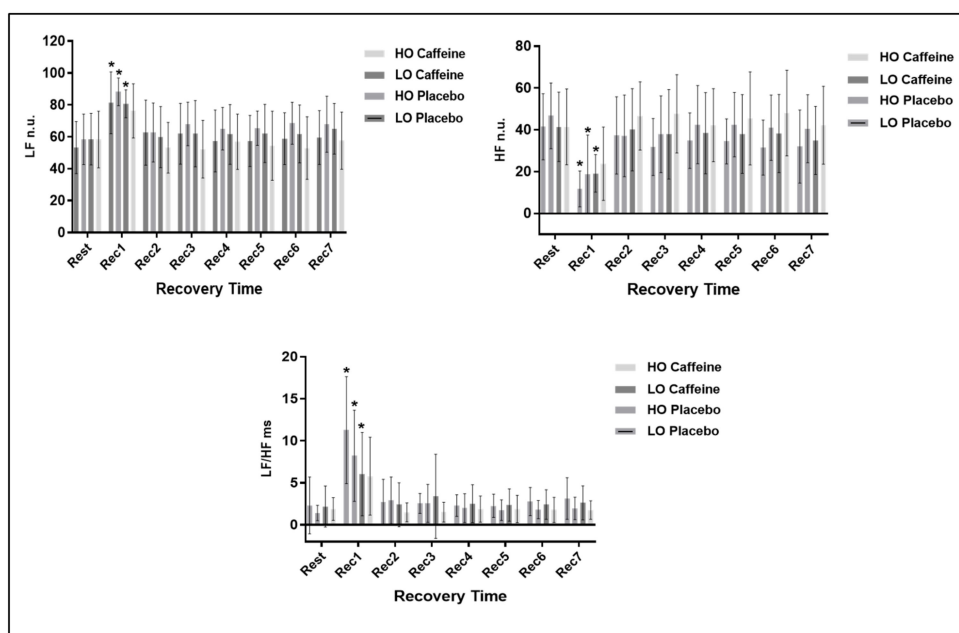 LF n.u.
120
100
80
60
40
20
0
* * *
Rest Rec1 Rec2 Rec3 Rec4 Rec5 Rec6 Rec7
Recovery Time
HO Caffeine
LO Caffeine
HO Placebo
LO Placebo
HF n.u.
80
60
40
20
0
* * *
Rest Rec1 Rec2 Rec3 Rec4 Rec5 Rec6 Rec7
Recovery Time
HO Caffeine
LO Caffeine
HO Placebo
LO Placebo
LF/HF ms
20
15
10
5
0
* * *
Rest Rec1 Rec2 Rec3 Rec4 Rec5 Rec6 Rec7
Recovery Time
HO Caffeine
LO Caffeine
HO Placebo
LO Placebo